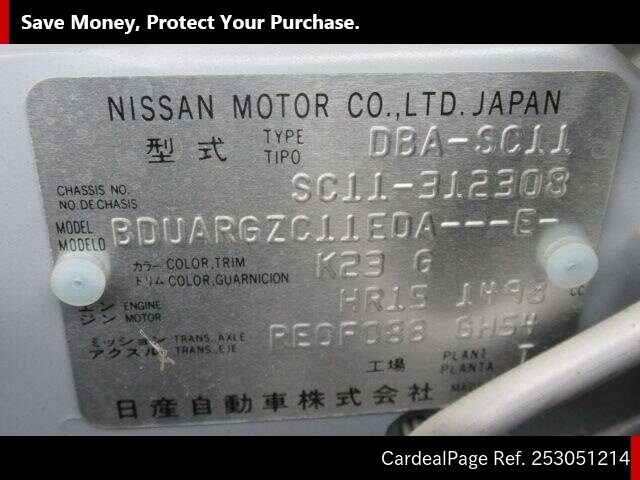 Save Money, Protect Your Purchase.
NISSAN MOTOR CO.,LTD. JAPAN
型式 TYPE TIPO DBA-SC11
CHASSIS NO. NO.DE CHASIS SC11-312308
MODEL MODELO BDUARGZC11EDA---E-
カラー COLOR,TRIM トリム COLOR,GUARNICION K23 G
エンジン ENGINE MOTOR HR15 1498 CC
ミッション TRANS.,AXLE アクスル TRANS.,EJE RE0F08B GH54
工場 PLANT PLANTA
日産自動車株式会社 MADE
CardealPage Ref. 253051214